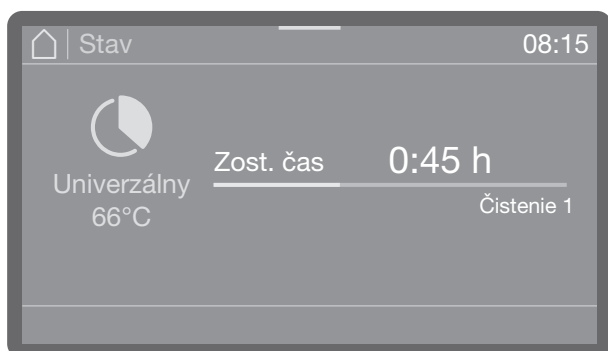 Stav 08:15
Zost. čas 0:45 h
Univerzálny
66°C
Čistenie 1